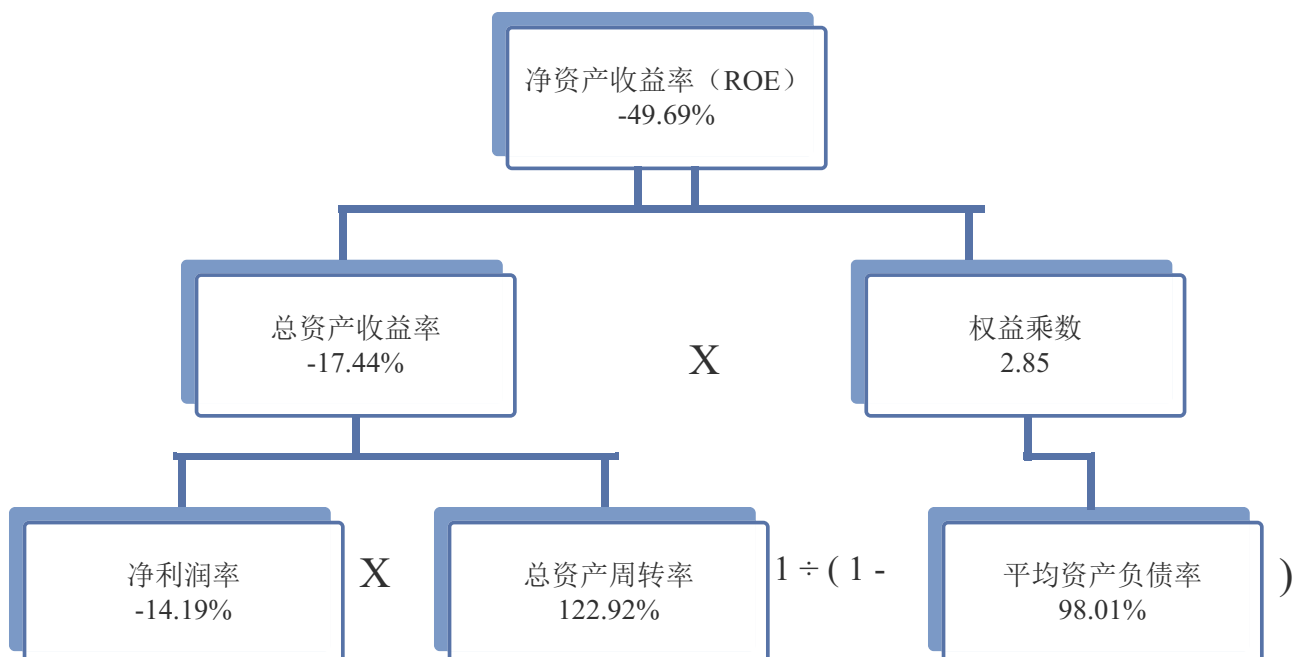 净资产收益率（ROE）
-49.69%
总资产收益率
-17.44%
X
权益乘数
2.85
净利润率
-14.19%
X
总资产周转率
122.92%
1 ÷ ( 1 -
平均资产负债率
98.01%
)